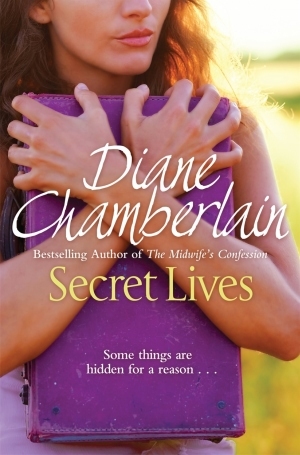 Diane
Chamberlain
Bestselling Author of The Midwife's Confession
Secret Lives
Some things are
hidden for a reason . . .